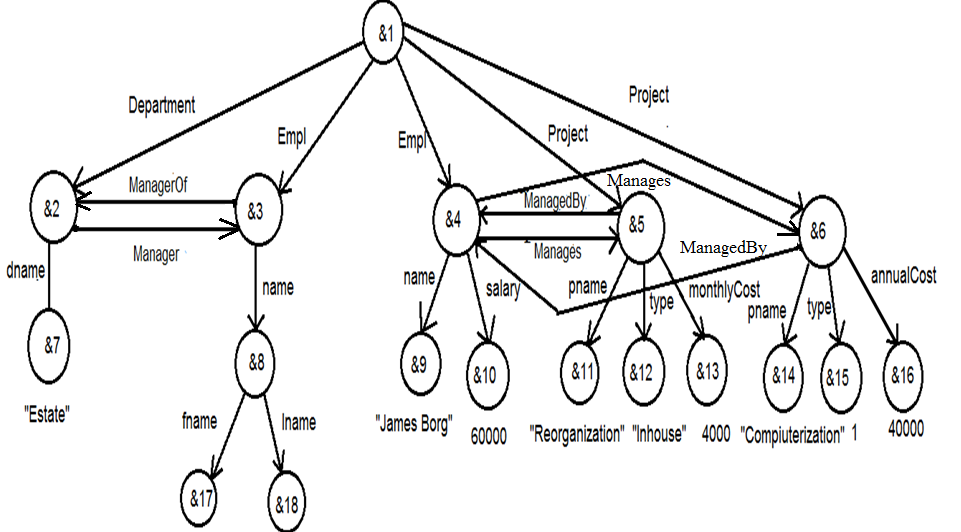 &1
Department
Empl
Empl
Project
Project
&2
ManagerOf
Manager
&3
&4
ManagedBy
Manages
Manages
&5
ManagedBy
&6
dname
name
name
salary
pname
type
monthlyCost
pname
type
annualCost
&7
"Estate"
&8
&9
"James Borg"
&10
60000
&11
"Reorganization"
&12
"Inhouse"
&13
4000
&14
"Compiuterization"
&15
1
&16
40000
fname
lname
&17
&18